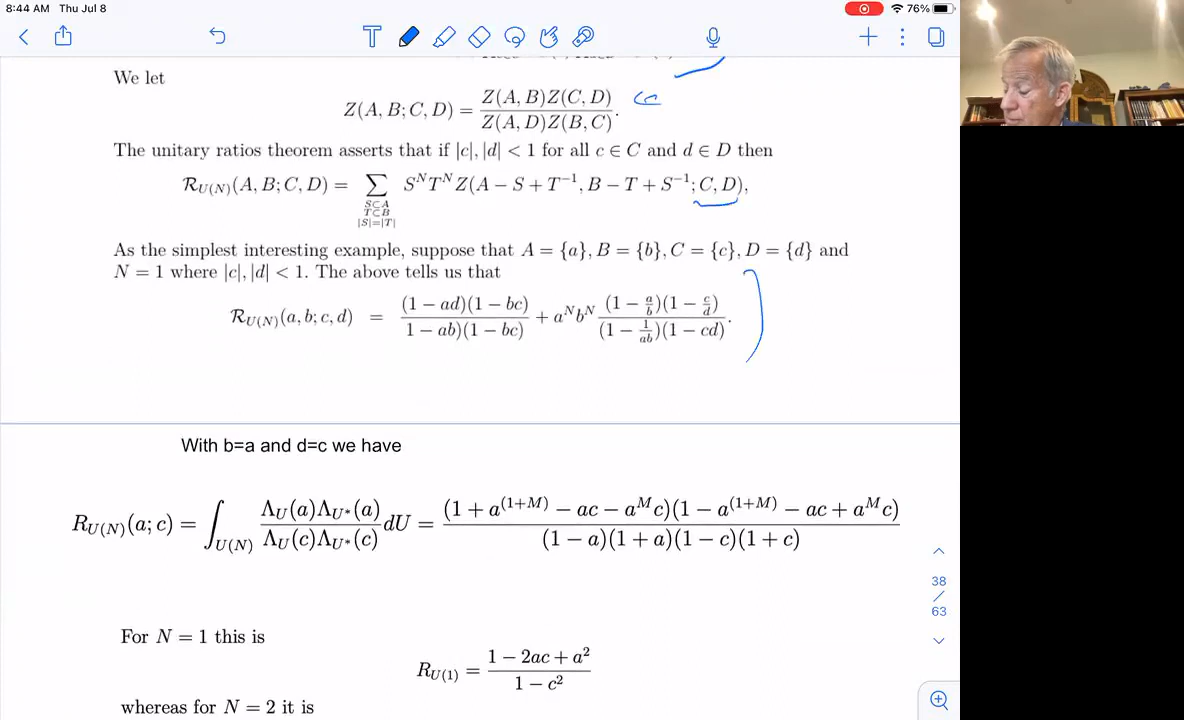 8:44 AM Thu Jul 8
76%
We let
Z(A, B; C, D) = Z(A, B)Z(C, D) / Z(A, D)Z(B, C).
The unitary ratios theorem asserts that if |c|, |d| < 1 for all c ∈ C and d ∈ D then
R_{U(N)}(A, B; C, D) = ∑_{S⊂A T⊂B |S|=|T|} S^N T^N Z(A − S + T^{−1}, B − T + S^{−1}; C, D),
As the simplest interesting example, suppose that A = {a}, B = {b}, C = {c}, D = {d} and
N = 1 where |c|, |d| < 1. The above tells us that
R_{U(N)}(a, b; c, d) = (1 − ad)(1 − bc) / 1 − ab)(1 − bc) + a^N b^N (1 − a/b)(1 − c/d) / (1 − 1/ab)(1 − cd).
With b=a and d=c we have
R_{U(N)}(a; c) = ∫_{U(N)} Λ_U(a)Λ_{U*}(a) / Λ_U(c)Λ_{U*}(c) dU = (1 + a^{(1+M)} − ac − a^M c)(1 − a^{(1+M)} − ac + a^M c) / (1 − a)(1 + a)(1 − c)(1 + c)
38
/
63
For N = 1 this is
R_{U(1)} = 1 − 2ac + a^2 / 1 − c^2
whereas for N = 2 it is